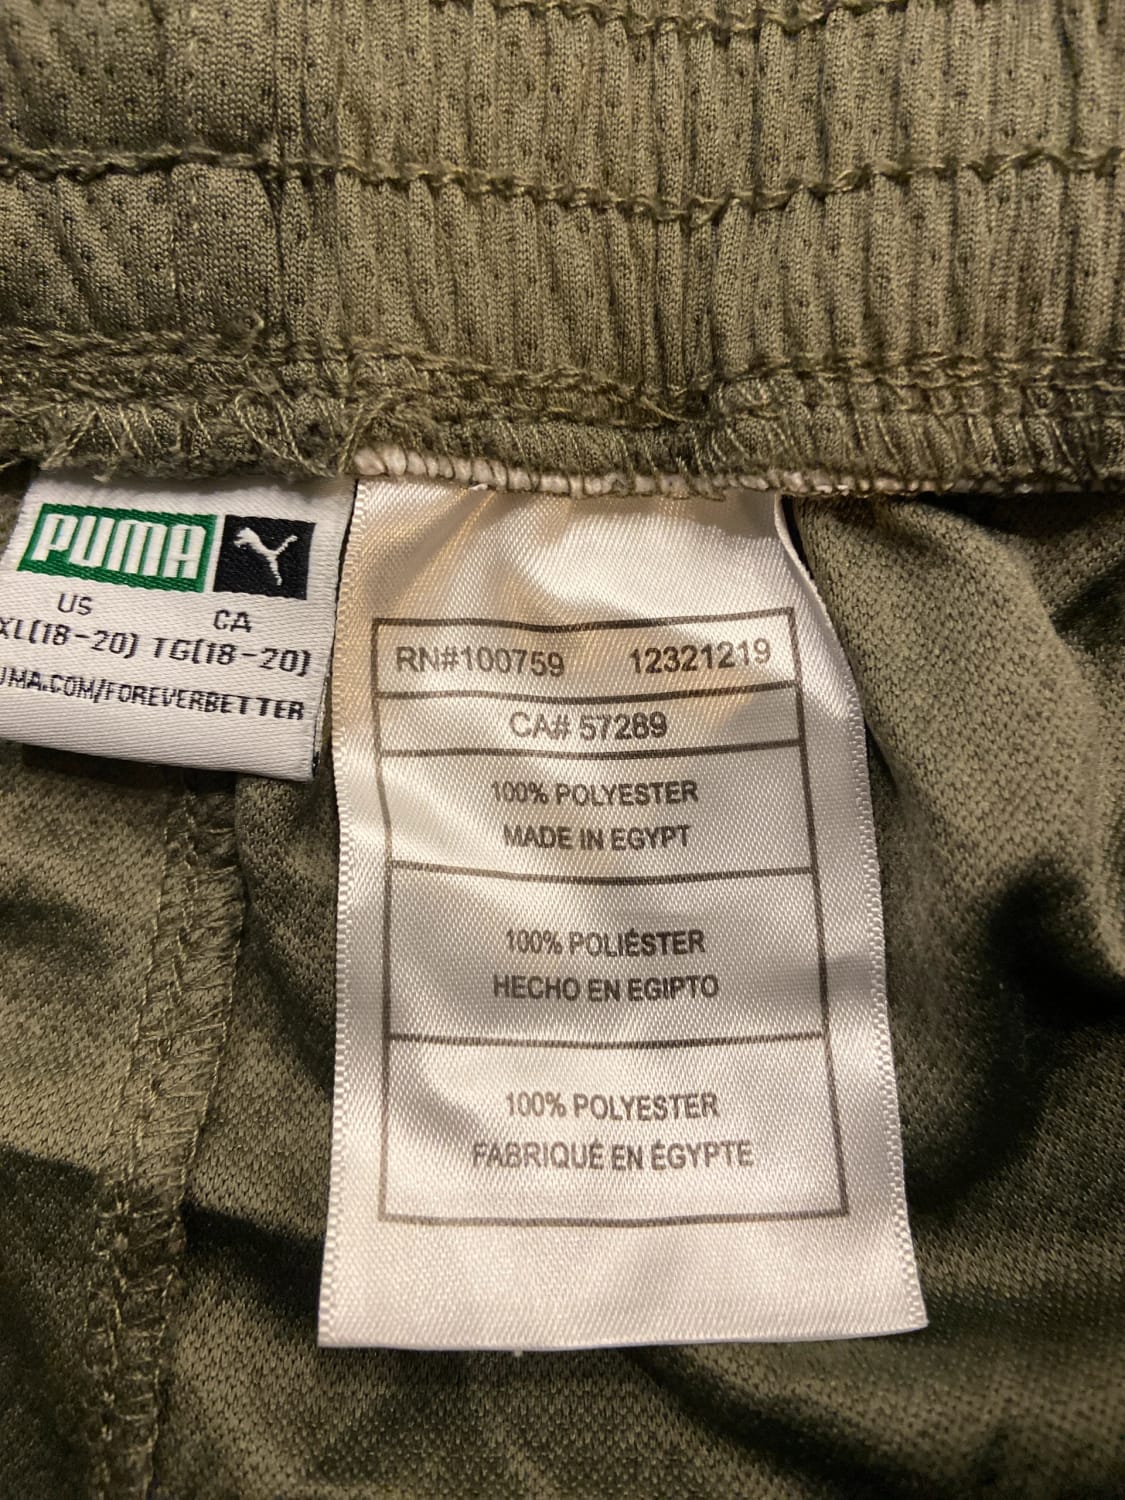 PUMA
US CA
XL(18-20) TG(18-20)
UMA.COM/FOREVERBETTER
RN#100759 12321219
CA# 57289
100% POLYESTER
MADE IN EGYPT
100% POLIÉSTER
HECHO EN EGIPTO
100% POLYESTER
FABRIQUÉ EN ÉGYPTE